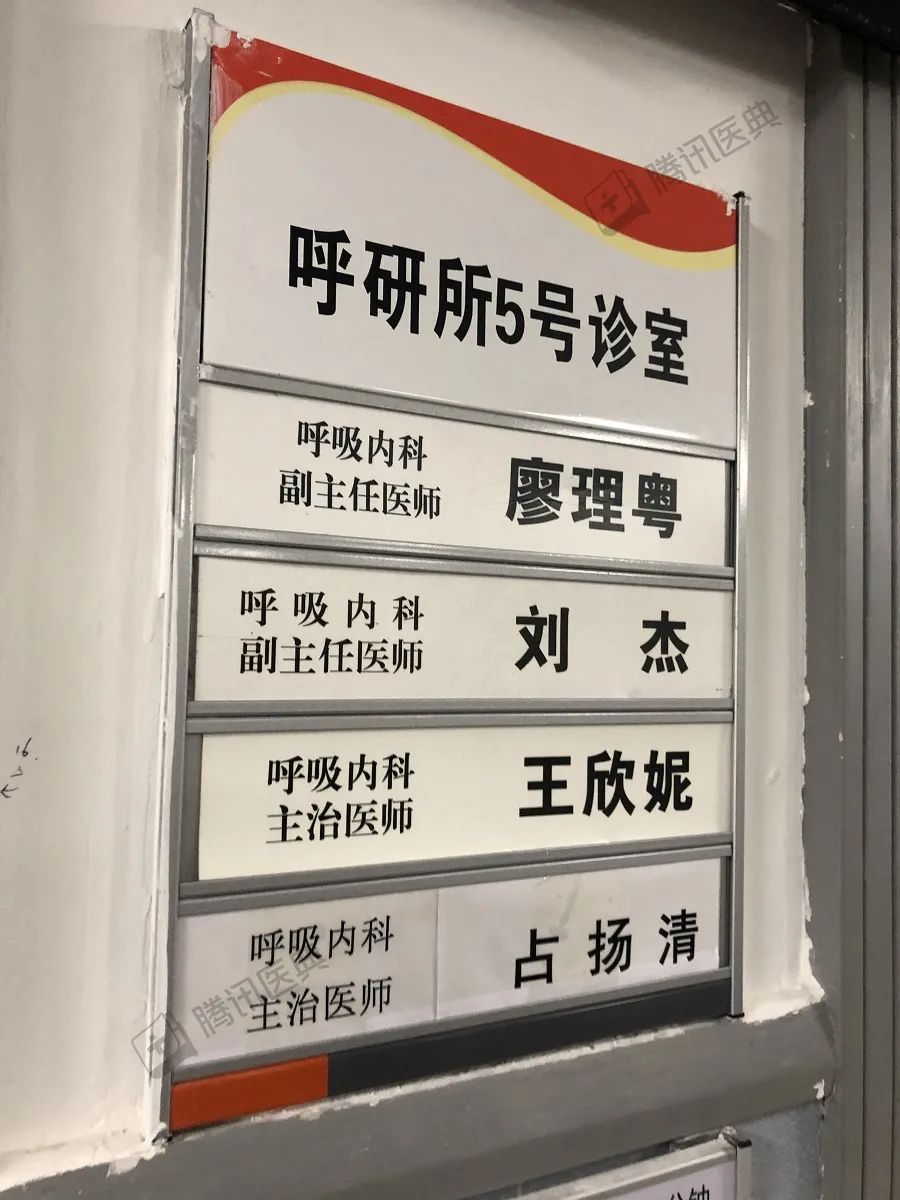 腾讯医典
呼研所5号诊室
呼吸内科
副主任医师
廖理粤
呼吸内科
副主任医师
刘 杰
呼吸内科
主治医师
王欣妮
呼吸内科
主治医师
占扬清
腾讯医典
16.
分钟